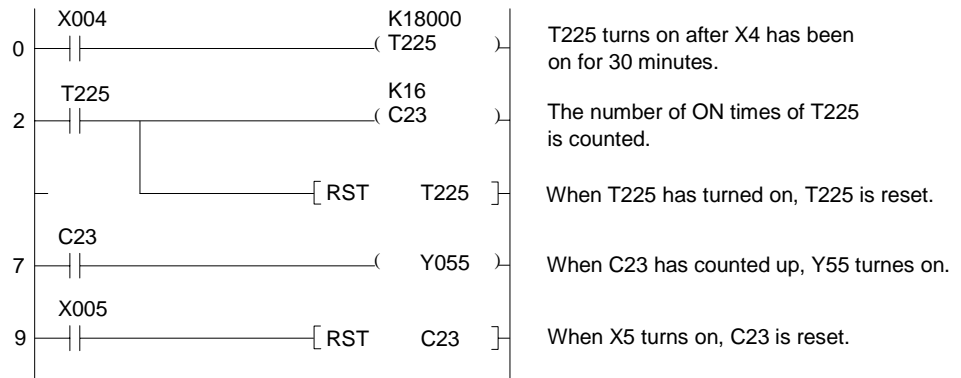 X004 K18000
0 ( T225 ) T225 turns on after X4 has been
on for 30 minutes.
T225 K16
2 ( C23 ) The number of ON times of T225
is counted.
[ RST T225 ] When T225 has turned on, T225 is reset.
C23
7 ( Y055 ) When C23 has counted up, Y55 turnes on.
X005
9 [ RST C23 ] When X5 turns on, C23 is reset.